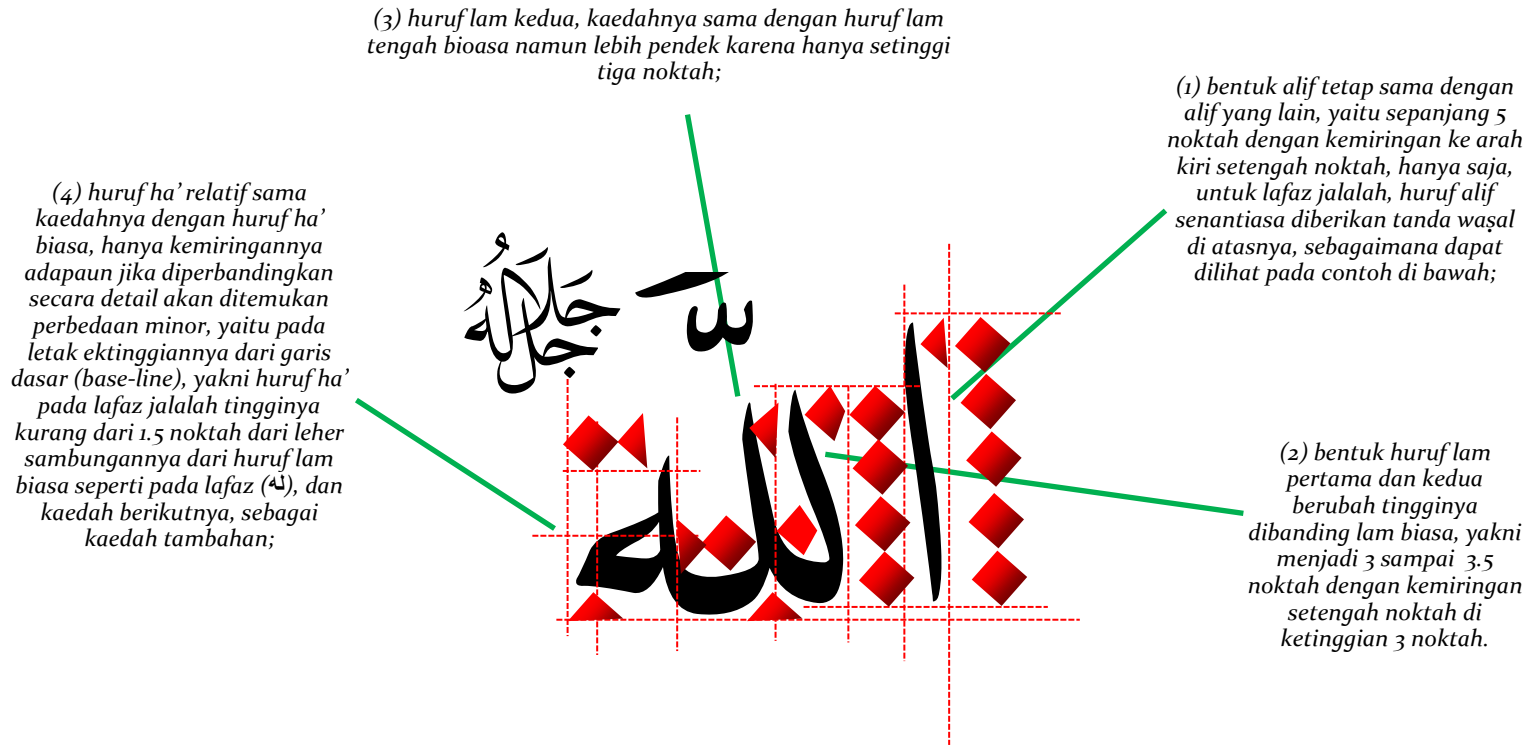 (3) huruf lam kedua, kaedahnya sama dengan huruf lam
tengah bioasa namun lebih pendek karena hanya setinggi
tiga noktah;
(1) bentuk alif tetap sama dengan
alif yang lain, yaitu sepanjang 5
noktah dengan kemiringan ke arah
kiri setengah noktah, hanya saja,
untuk lafaz jalalah, huruf alif
senantiasa diberikan tanda waṣal
di atasnya, sebagaimana dapat
dilihat pada contoh di bawah;
(4) huruf ha’ relatif sama
kaedahnya dengan huruf ha’
biasa, hanya kemiringannya
adapaun jika diperbandingkan
secara detail akan ditemukan
perbedaan minor, yaitu pada
letak ektinggiannya dari garis
dasar (base-line), yakni huruf ha’
pada lafaz jalalah tingginya
kurang dari 1.5 noktah dari leher
sambungannya dari huruf lam
biasa seperti pada lafaz (له), dan
kaedah berikutnya, sebagai
kaedah tambahan;
(2) bentuk huruf lam
pertama dan kedua
berubah tingginya
dibanding lam biasa, yakni
menjadi 3 sampai 3.5
noktah dengan kemiringan
setengah noktah di
ketinggian 3 noktah.
الله
جل جلاله